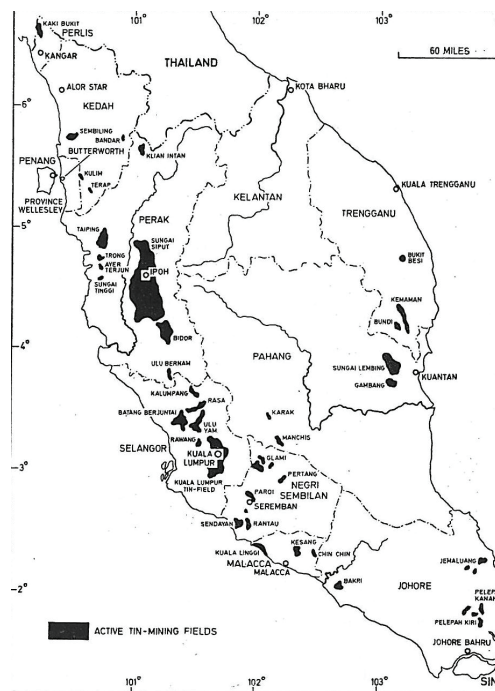 101°
102°
103°
KAKI BUKIT
PERLIS
KANGAR
60 MILES
THAILAND
ALOR STAR
KOTA BHARU
6°
KEDAH
SEMBILING
BANDAR
BUTTERWORTH
KLIAN INTAN
PENANG
KULIM
TERAP
KUALA TRENGGANU
PROVINCE
WELLESLEY
KELANTAN
PERAK
TRENGGANU
5°
TAIPING
SUNGAI
SIPUT
TRONG
AYER
TERJUN
IPOH
BUKIT
BESI
SUNGAI
TINGGI
KEMAMAN
BUNDI
BIDOR
4°
PAHANG
ULU BERNAM
SUNGAI LEMBING
KUANTAN
GAMBANG
KALUMPANG
RASA
BATANG BERJUNTAI
ULU
YAM
KARAK
RAWANG
MANCHIS
SELANGOR
KUALA
LUMPUR
GLAMI
3°
KUALA LUMPUR
TIN-FIELD
PERTANG
NEGRI
SEMBILAN
PAROI
SEREMBAN
SENDAYAN
RANTAU
KESANG
KUALA LINGGI
CHIN CHIN
JEMALUANG
MALACCA
MALACCA
BAKRI
JOHORE
2°
PELEP
KANAH
PELEPAH KIRI
ACTIVE TIN-MINING FIELDS
JOHORE BAHRU
SIN
101°
102°
103°